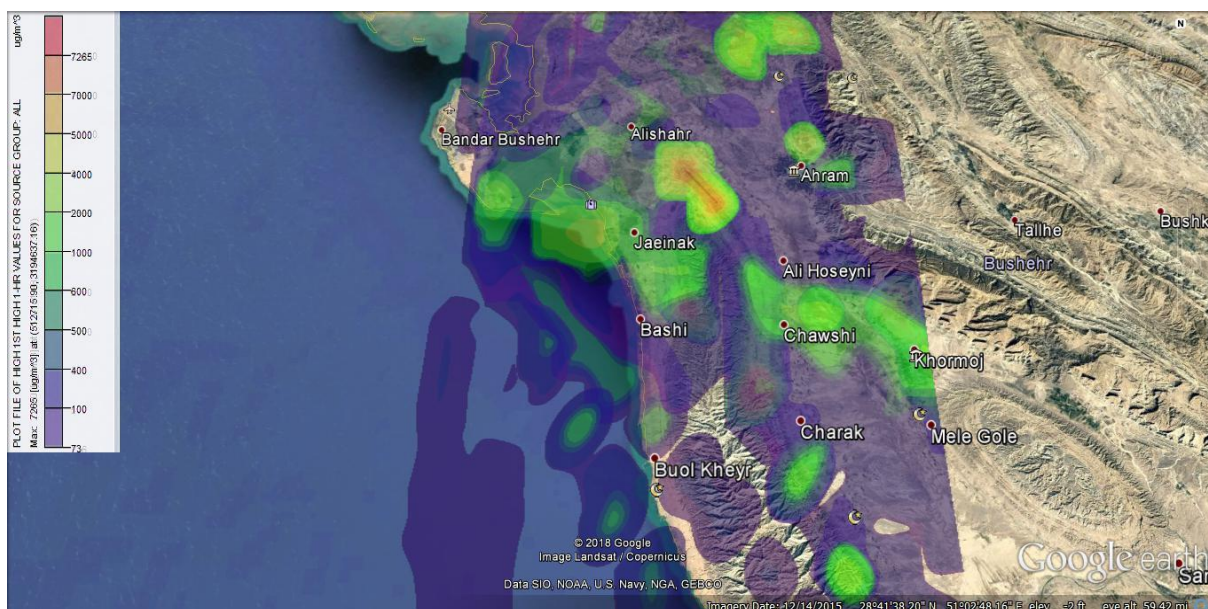 PLOT FILE OF HIGH 1ST HIGH 1-HR VALUES FOR SOURCE GROUP: ALL
ug/m^3
Max: 7265 [ug/m^3] at (512715.90, 3194637.16)
7265
7000
5000
4000
2000
1000
600
500
400
100
73
N
Bandar Bushehr
Alishahr
Ahram
Tallhe
Bushk
Jaeinak
Bushehr
Ali Hoseyni
Bashi
Chawshi
Khormoj
Charak
Mele Gole
Buol Kheyr
© 2018 Google
Image Landsat / Copernicus
Data SIO, NOAA, U.S. Navy, NGA, GEBCO
Google earth
Sar
Imagery Date: 12/14/2015 28°41'38.20" N 51°02'48.16" E elev -2 ft eye alt 59.42 mi